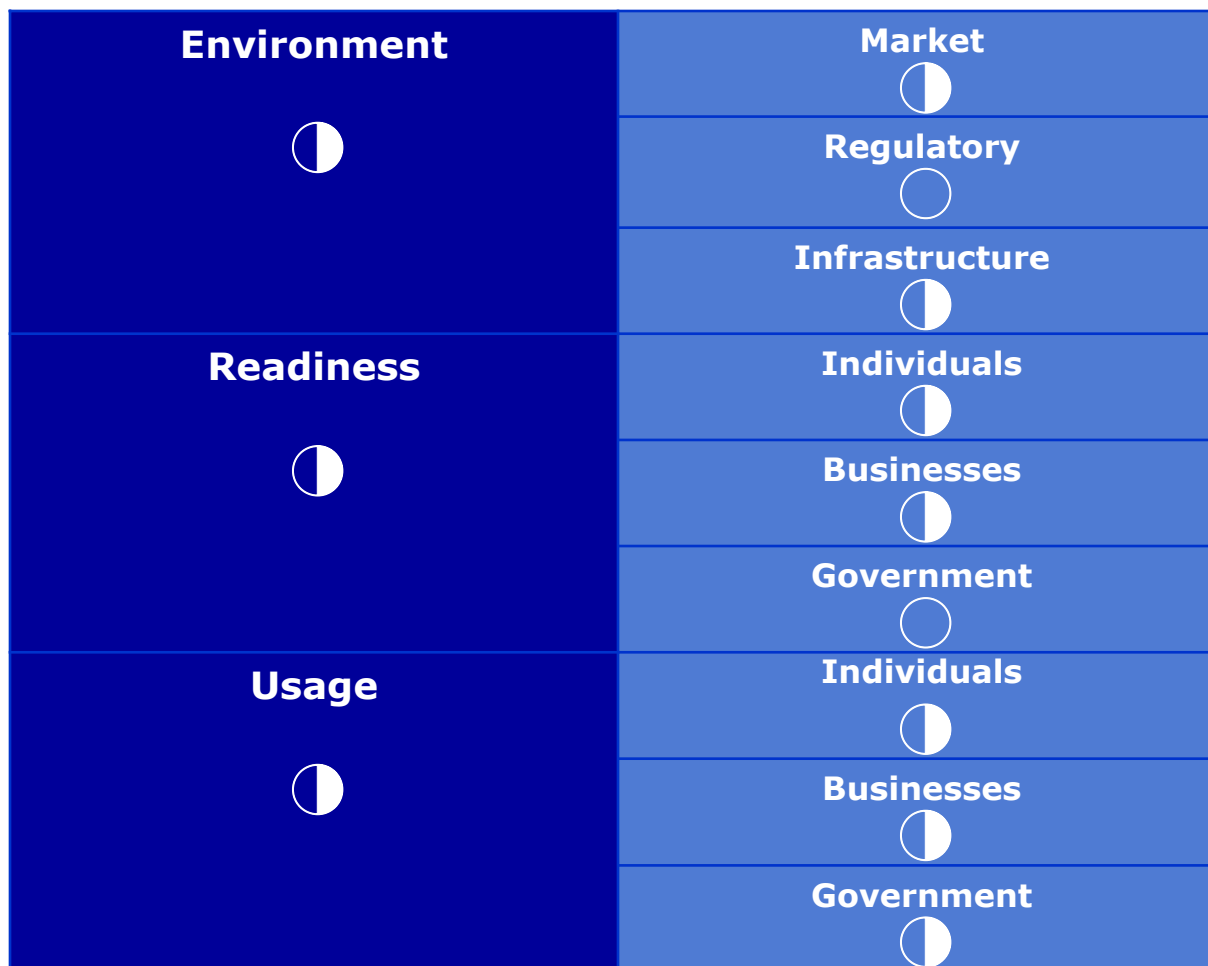 Environment
Market
Regulatory
Infrastructure
Readiness
Individuals
Businesses
Government
Usage
Individuals
Businesses
Government